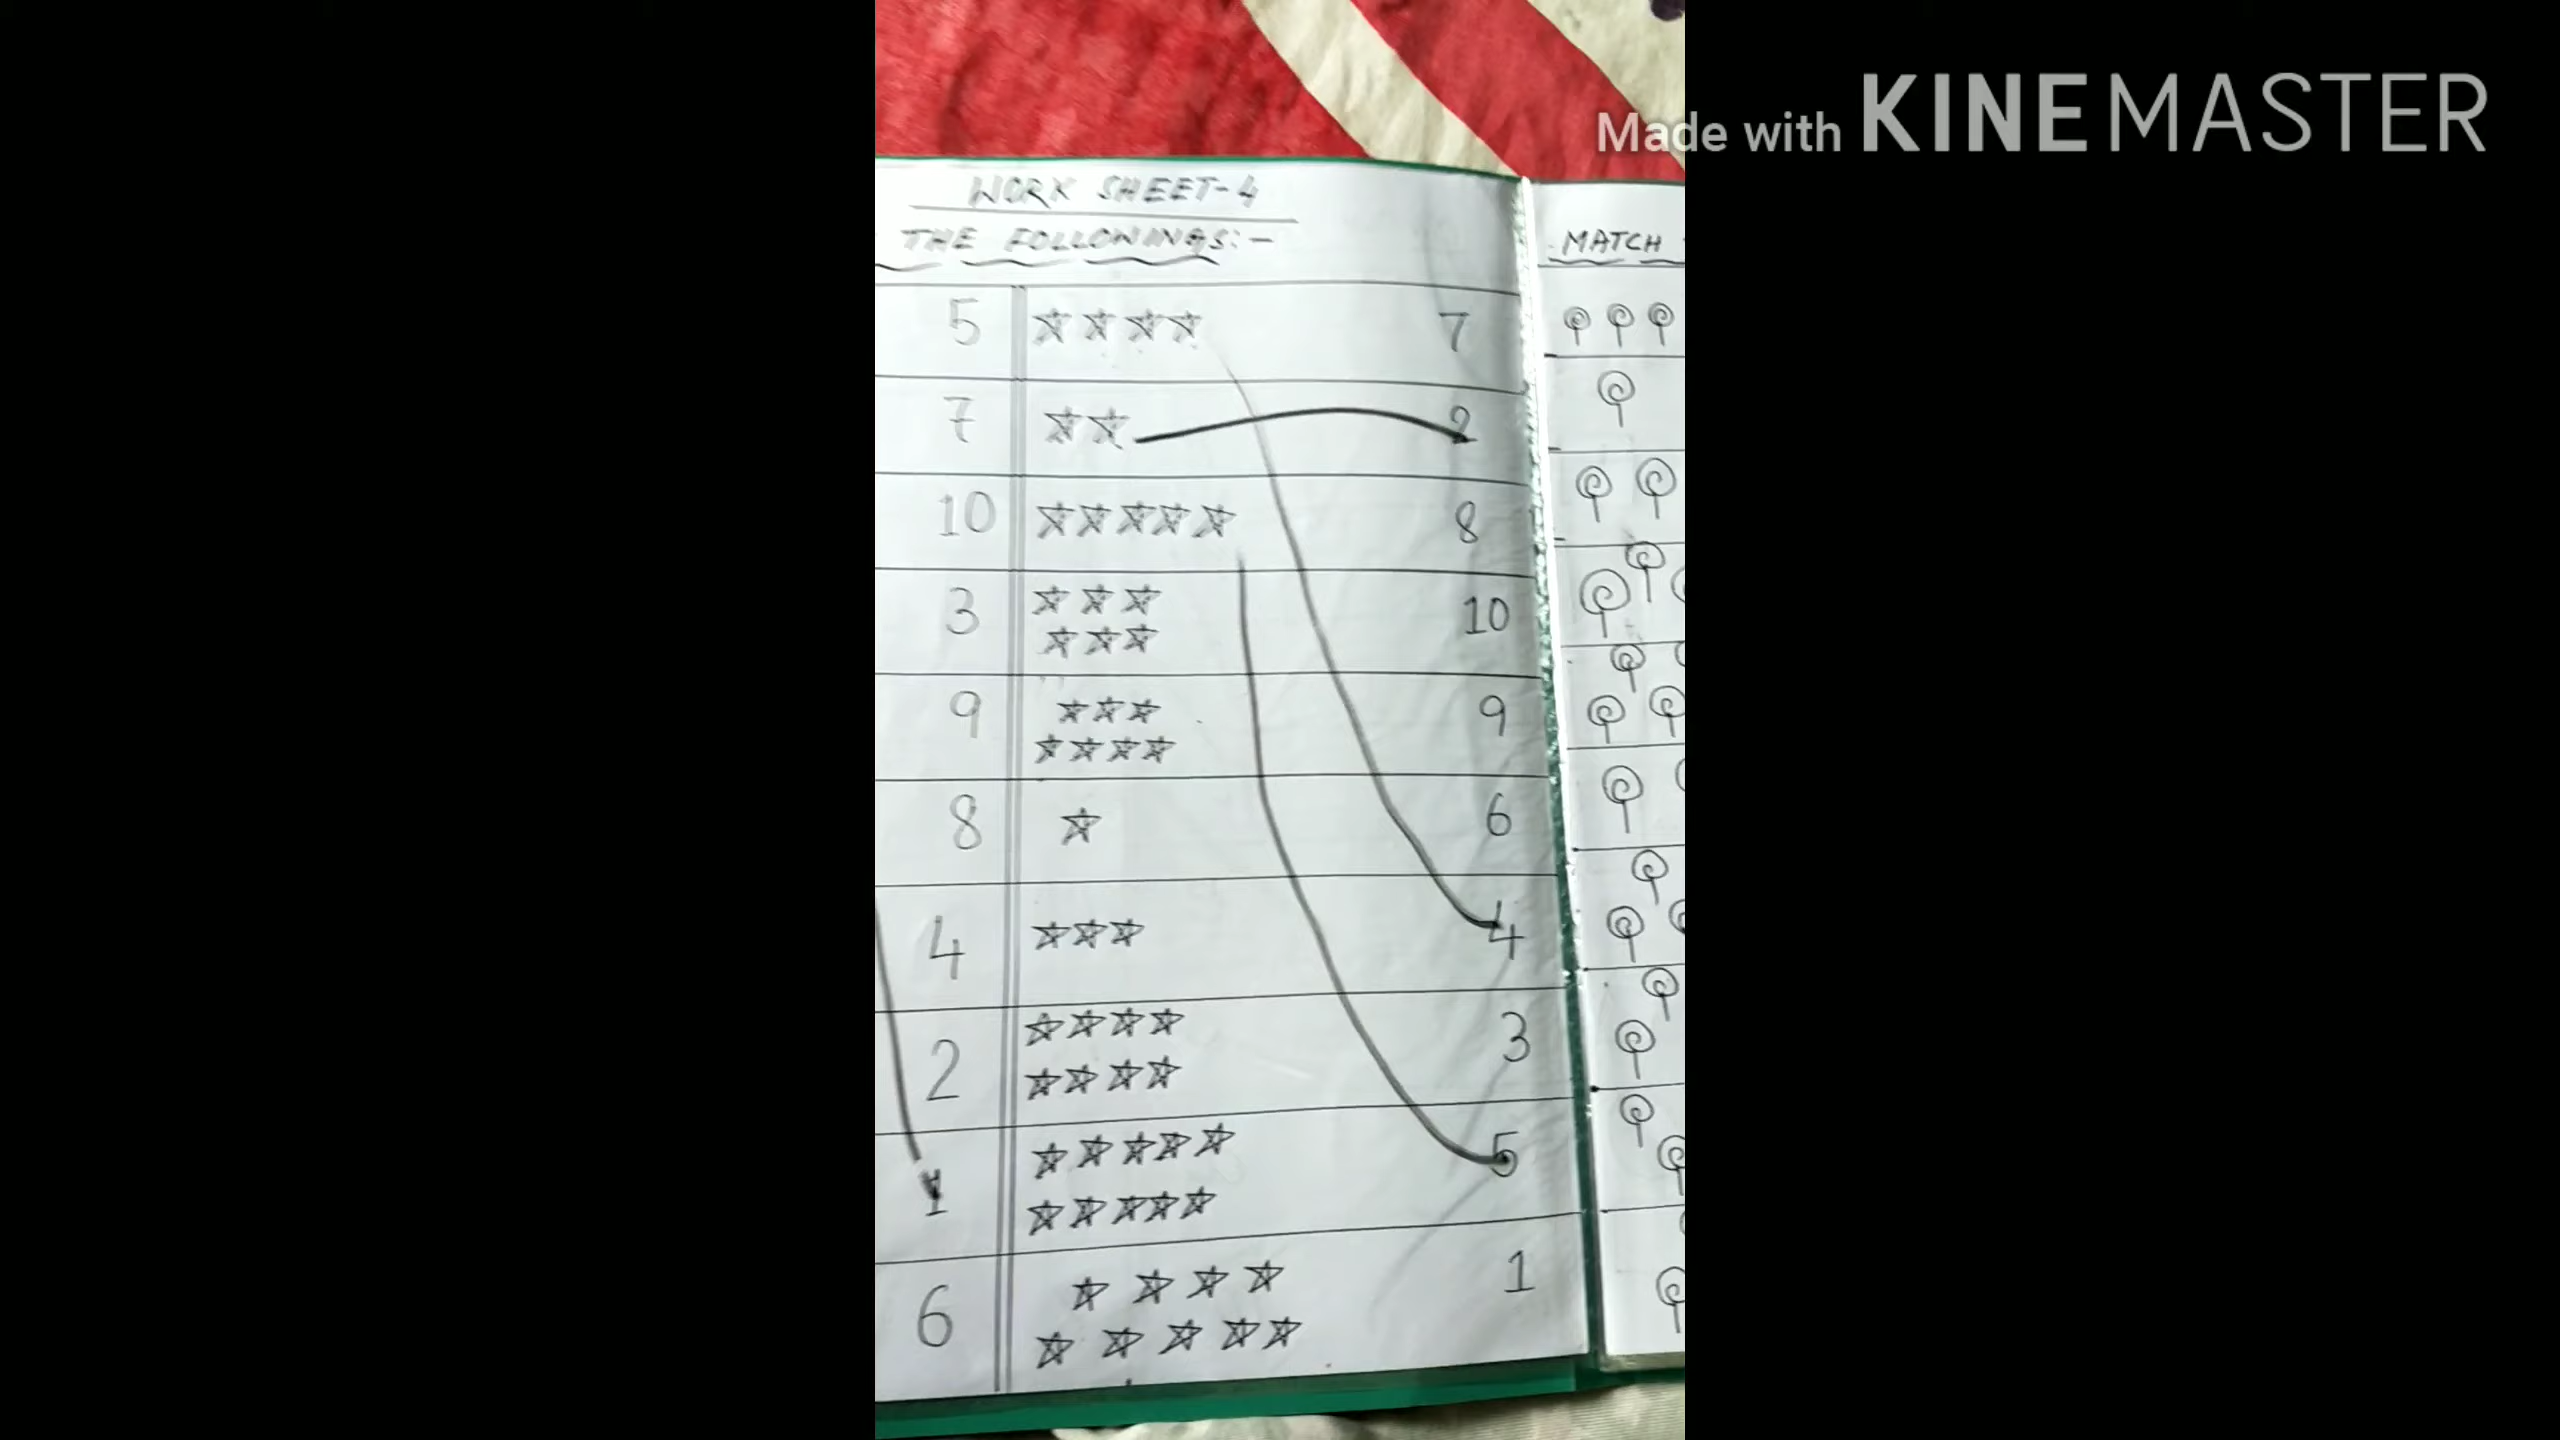 Made with KINEMASTER
WORK SHEET-4
THE FOLLOWINGS:-
MATCH
5 7
7 2
10 8
3 10
9 9
8 6
4 4
2 3
1 5
6 1